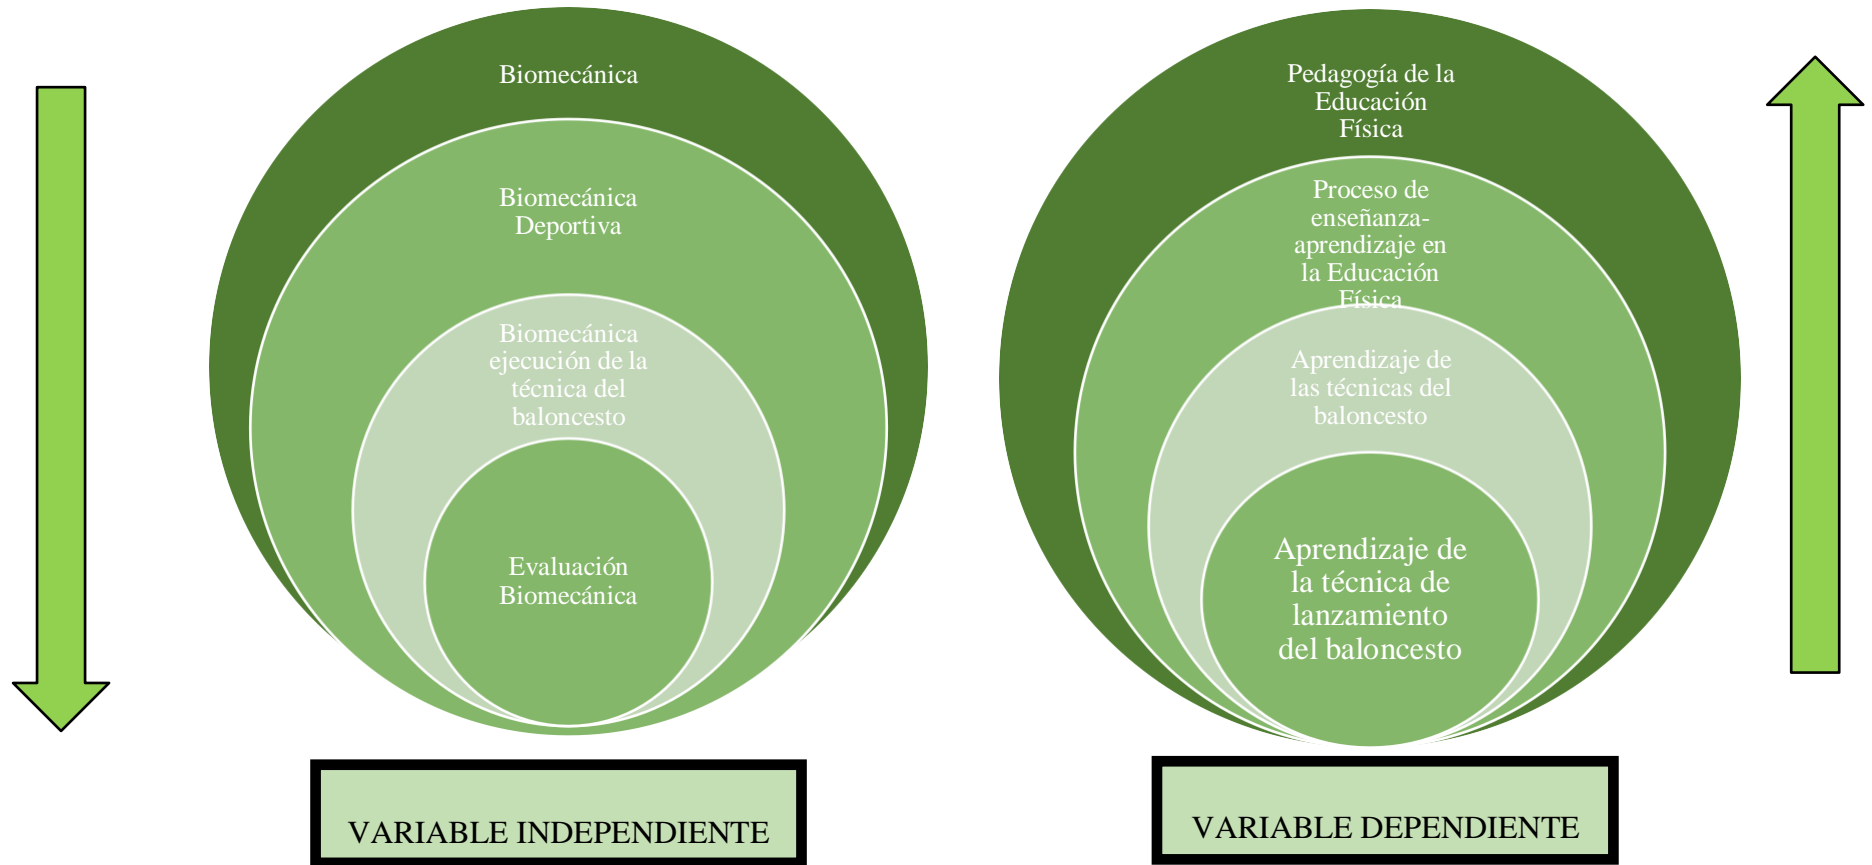 Biomecánica
Biomecánica
Deportiva
Biomecánica
ejecución de la
técnica del
baloncesto
Evaluación
Biomecánica
VARIABLE INDEPENDIENTE
Pedagogía de la
Educación
Física
Proceso de
enseñanza-
aprendizaje en
la Educación
Física
Aprendizaje de
las técnicas del
baloncesto
Aprendizaje de
la técnica de
lanzamiento
del baloncesto
VARIABLE DEPENDIENTE